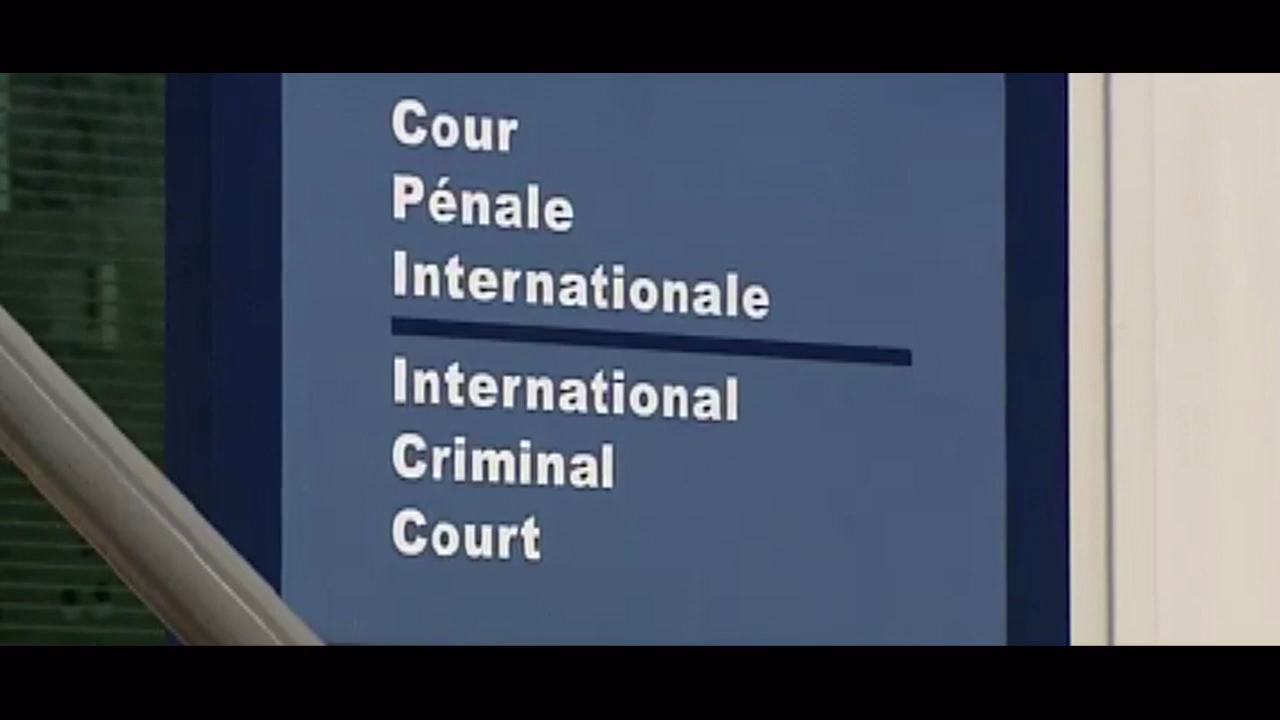 Cour
Pénale
Internationale
International
Criminal
Court